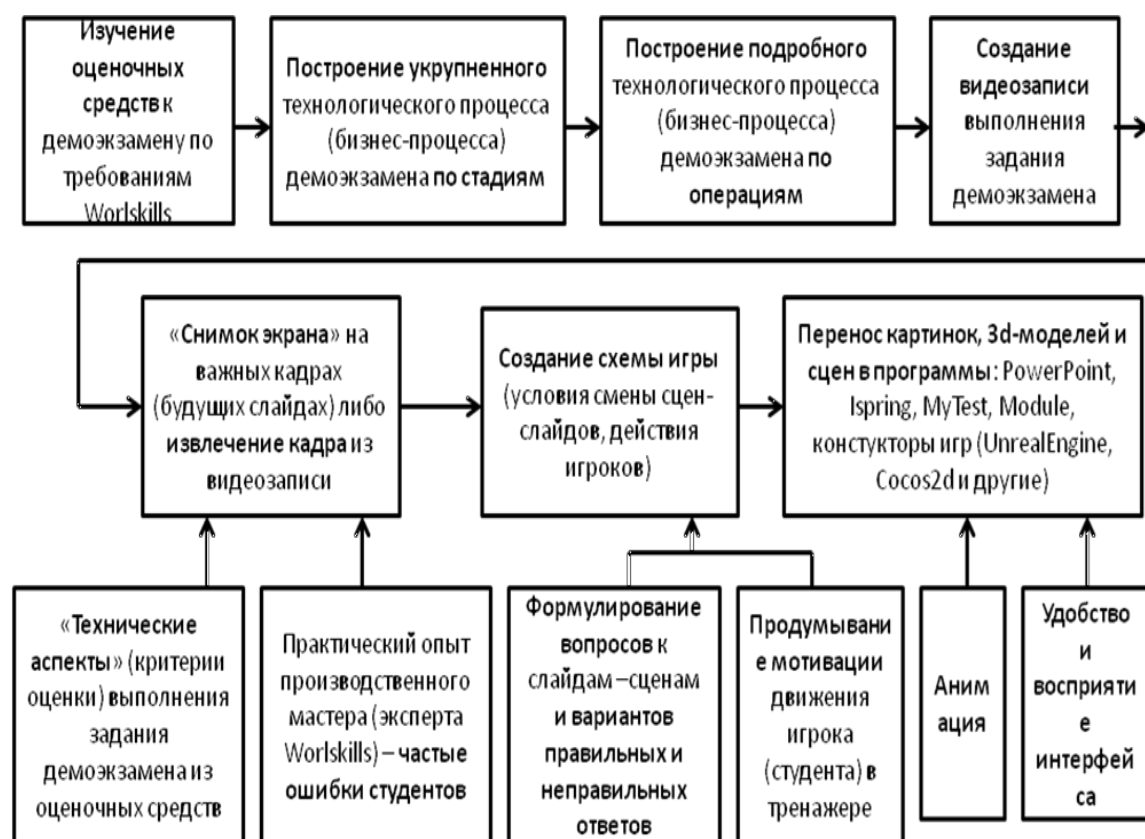 Изучение
оценочных
средств к
демоэкзамену по
требованиям
Worlskills
Построение укрупненного
технологического процесса
(бизнес-процесса)
демоэкзамена по стадиям
Построение подробного
технологического процесса
(бизнес-процесса)
демоэкзамена по
операциям
Создание
видеозаписи
выполнения
задания
демоэкзамена
«Снимок экрана» на
важных кадрах
(будущих слайдах) либо
извлечение кадра из
видеозаписи
Создание схемы игры
(условия смены сцен-
слайдов, действия
игроков)
Перенос картинок, 3d-моделей и
сцен в программы: PowerPoint,
Ispring, MyTest, Module,
констукторы игр (UnrealEngine,
Cocos2d и другие)
«Технические
аспекты» (критерии
оценки) выполнения
задания
демоэкзамена из
оценочных средств
Практический опыт
производственного
мастера (эксперта
Worlskills) – частые
ошибки студентов
Формулирование
вопросов к
слайдам –сценам
и вариантов
правильных и
неправильных
ответов
Продумывани
е мотивации
движения
игрока
(студента) в
тренажере
Аним
ация
Удобство
и
восприяти
е
интерфей
са